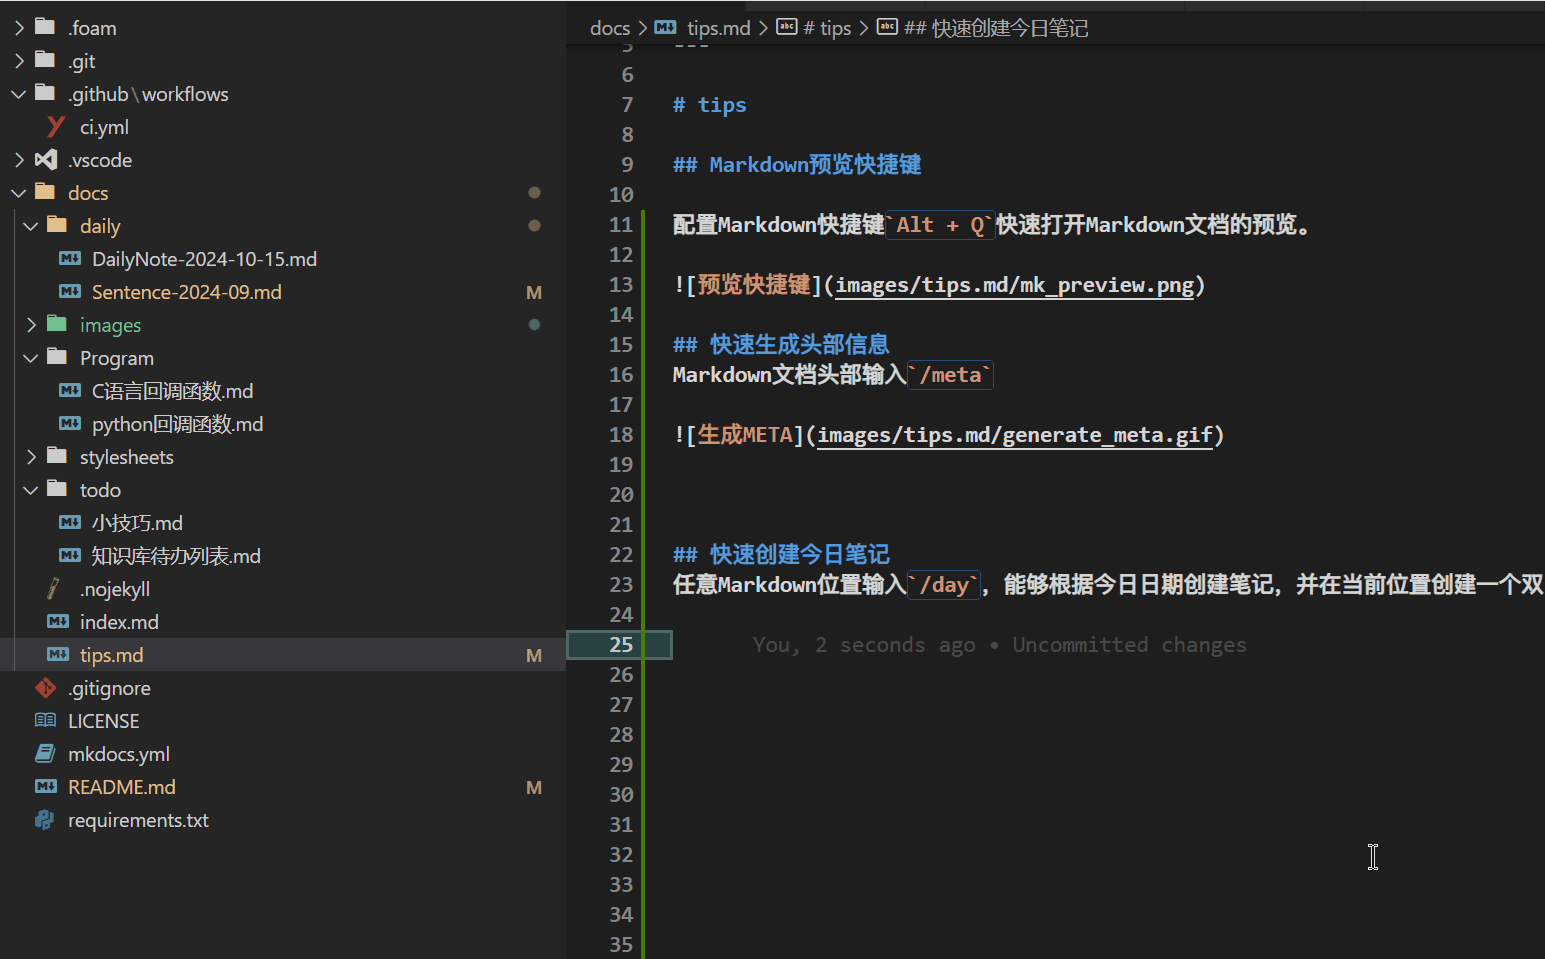 .foam
.git
.github\workflows
ci.yml
.vscode
docs
daily
DailyNote-2024-10-15.md
Sentence-2024-09.md M
images
Program
C语言回调函数.md
python回调函数.md
stylesheets
todo
小技巧.md
知识库待办列表.md
.nojekyll
index.md
tips.md M
.gitignore
LICENSE
mkdocs.yml
README.md M
requirements.txt
docs > tips.md > # tips > ## 快速创建今日笔记
5 ---
6
7 # tips
8
9 ## Markdown预览快捷键
10
11 配置Markdown快捷键`Alt + Q`快速打开Markdown文档的预览。
12
13 ![预览快捷键](images/tips.md/mk_preview.png)
14
15 ## 快速生成头部信息
16 Markdown文档头部输入`/meta`
17
18 ![生成META](images/tips.md/generate_meta.gif)
19
20
21
22 ## 快速创建今日笔记
23 任意Markdown位置输入`/day`，能够根据今日日期创建笔记，并在当前位置创建一个双
24
25 You, 2 seconds ago • Uncommitted changes
26
27
28
29
30
31
32
33
34
35